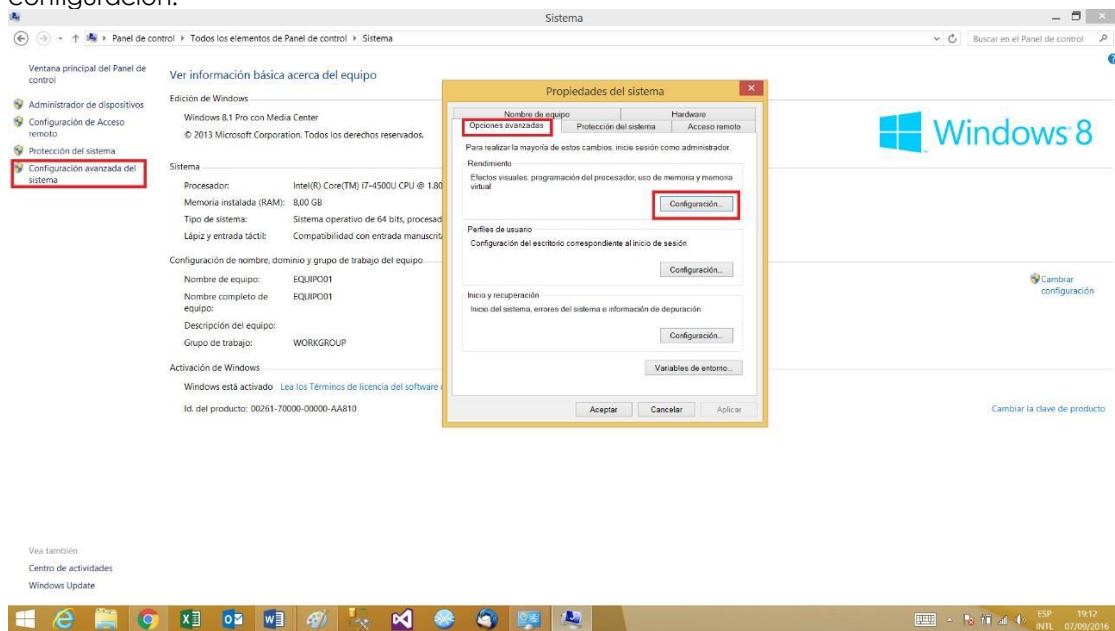 configuración.
Sistema
Panel de control ▸ Todos los elementos de Panel de control ▸ Sistema
Buscar en el Panel de control
Ventana principal del Panel de
control
Administrador de dispositivos
Configuración de Acceso
remoto
Protección del sistema
Configuración avanzada del
sistema
Ver información básica acerca del equipo
Edición de Windows
Windows 8.1 Pro con Media Center
© 2013 Microsoft Corporation. Todos los derechos reservados.
Windows 8
Sistema
Procesador: Intel(R) Core(TM) i7-4500U CPU @ 1.80
Memoria instalada (RAM): 8,00 GB
Tipo de sistema: Sistema operativo de 64 bits, procesad
Lápiz y entrada táctil: Compatibilidad con entrada manuscrit
Configuración de nombre, dominio y grupo de trabajo del equipo
Nombre de equipo: EQUIPO01
Nombre completo de
equipo: EQUIPO01
Descripción del equipo:
Grupo de trabajo: WORKGROUP
Cambiar
configuración
Activación de Windows
Windows está activado Lea los Términos de licencia del software
Id. del producto: 00261-70000-00000-AA810
Cambiar la clave de producto
Propiedades del sistema
Nombre de equipo Hardware
Opciones avanzadas Protección del sistema Acceso remoto
Para realizar la mayoría de estos cambios, inicie sesión como administrador.
Rendimiento
Efectos visuales, programación del procesador, uso de memoria y memoria
virtual
Configuración...
Perfiles de usuario
Configuración del escritorio correspondiente al inicio de sesión
Configuración...
Inicio y recuperación
Inicio del sistema, errores del sistema e información de depuración
Configuración...
Variables de entorno...
Aceptar Cancelar Aplicar
Vea también
Centro de actividades
Windows Update
ESP 19:12
INTL 07/09/2016